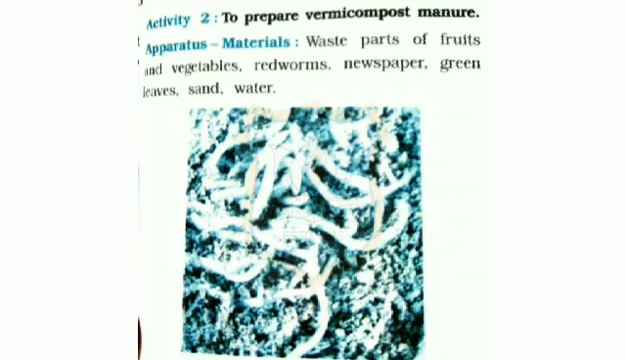 Activity 2 : To prepare vermicompost manure.
Apparatus – Materials : Waste parts of fruits
and vegetables, redworms, newspaper, green
leaves, sand, water.